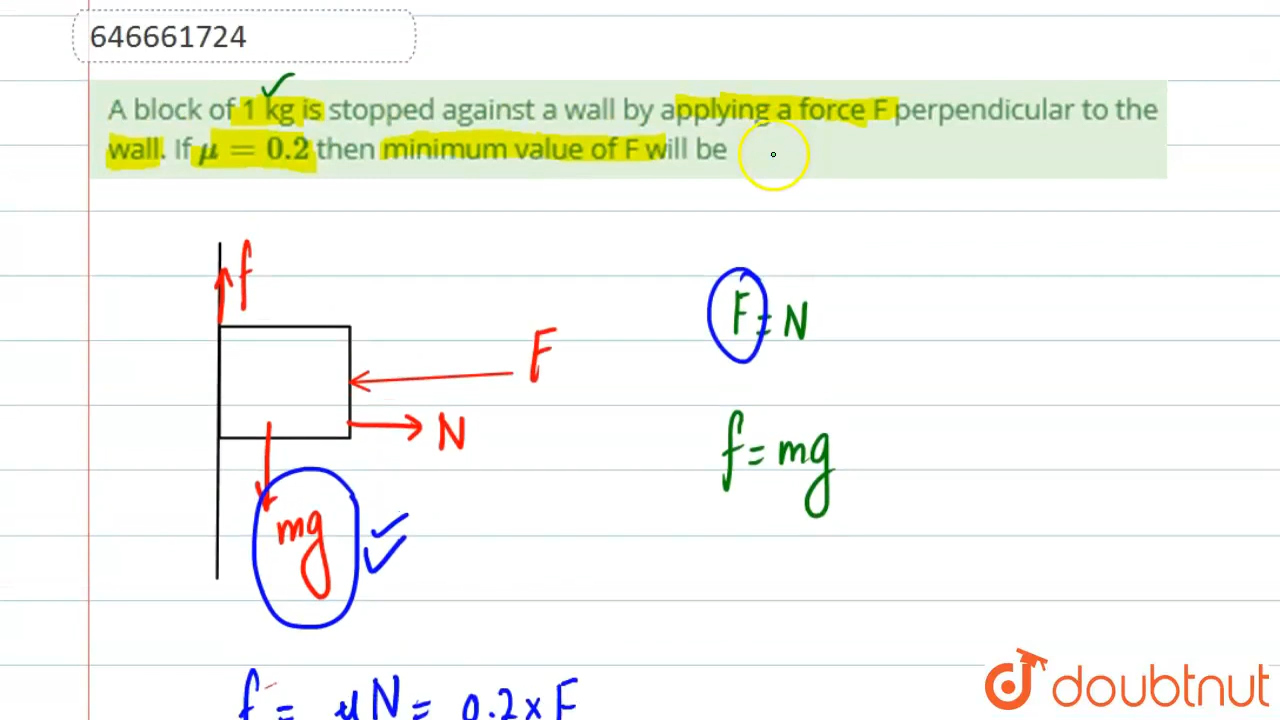 646661724
A block of 1 kg is stopped against a wall by applying a force F perpendicular to the
wall. If μ = 0.2 then minimum value of F will be
f
F = N
F
N
f = mg
mg
f = μN = 0.2 x F
doubtnut